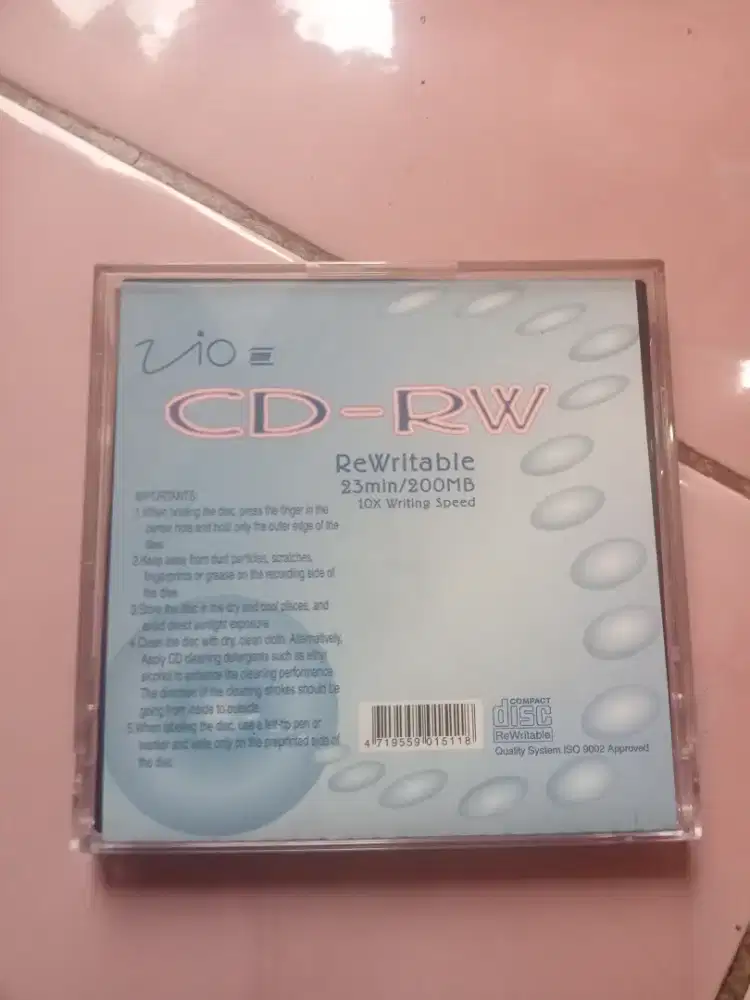 ViO
CD-RW
ReWritable
23min/200MB
10X Writing Speed
IMPORTANTS:
1.When holding the disc, press the finger in the
center hole and hold only the outer edge of the
disc.
2.Keep away from dust particles, scratches,
fingerprints or grease on the recording side of
the disc
3.Store the disc in the dry and cool places, and
avoid direct sunlight exposure
4.Clean the disc with dry, clean cloth. Alternatively,
Apply CD cleaning detergents such as ethyl
alcohol to enhance the cleaning performance
The direction of the cleaning strokes should be
going from inside to outside.
5.When labeling the disc, use a felt-tip pen or
marker and write only on the preprinted side of
the disc.
4 719559 015118
COMPACT
disc
ReWritable
Quality System ISO 9002 Approved